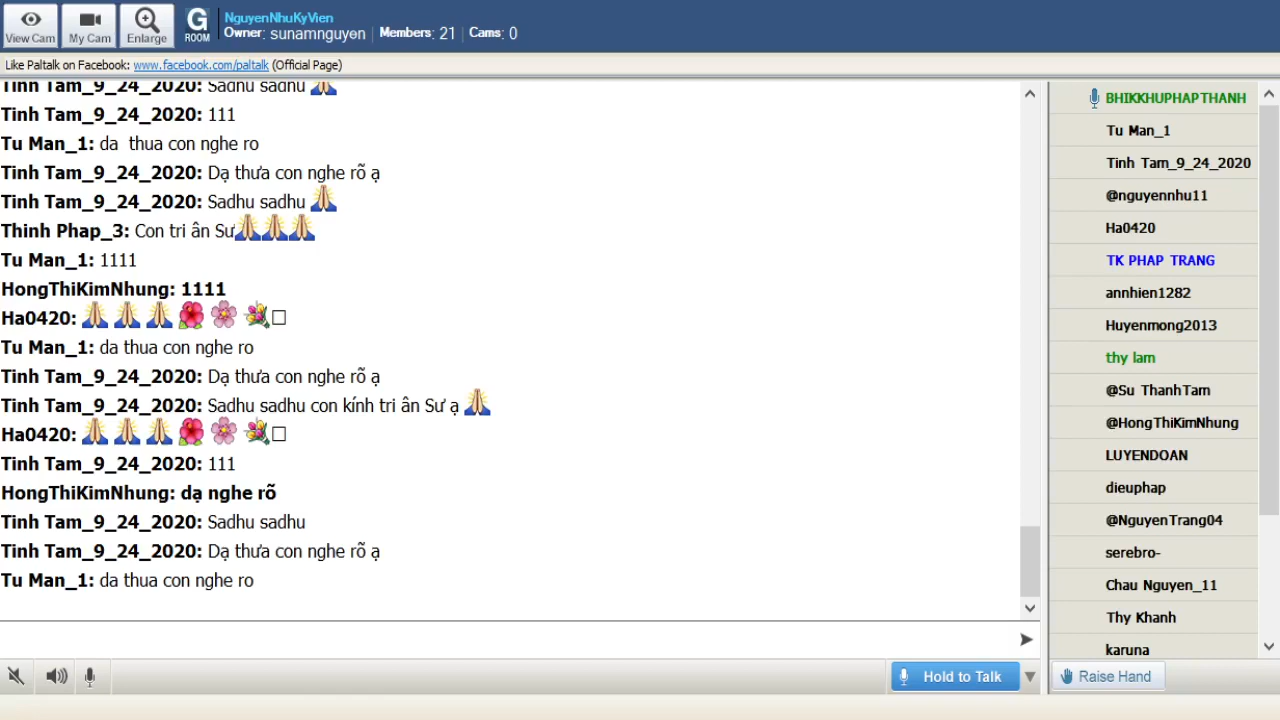 View Cam
My Cam
Enlarge
G
ROOM
NguyenNhuKyVien
Owner: sunamnguyen | Members: 21 | Cams: 0
Like Paltalk on Facebook: www.facebook.com/paltalk (Official Page)
Tinh Tam_9_24_2020: Sadhu sadhu
Tinh Tam_9_24_2020: 111
Tu Man_1: da thua con nghe ro
Tinh Tam_9_24_2020: Dạ thưa con nghe rõ ạ
Tinh Tam_9_24_2020: Sadhu sadhu
Thinh Phap_3: Con tri ân Sư
Tu Man_1: 1111
HongThiKimNhung: 1111
Ha0420:
Tu Man_1: da thua con nghe ro
Tinh Tam_9_24_2020: Dạ thưa con nghe rõ ạ
Tinh Tam_9_24_2020: Sadhu sadhu con kính tri ân Sư ạ
Ha0420:
Tinh Tam_9_24_2020: 111
HongThiKimNhung: dạ nghe rõ
Tinh Tam_9_24_2020: Sadhu sadhu
Tinh Tam_9_24_2020: Dạ thưa con nghe rõ ạ
Tu Man_1: da thua con nghe ro
BHIKKHUPHAPTHANH
Tu Man_1
Tinh Tam_9_24_2020
@nguyennhu11
Ha0420
TK PHAP TRANG
annhien1282
Huyenmong2013
thy lam
@Su ThanhTam
@HongThiKimNhung
LUYENDOAN
dieuphap
@NguyenTrang04
serebro-
Chau Nguyen_11
Thy Khanh
karuna
Hold to Talk
Raise Hand